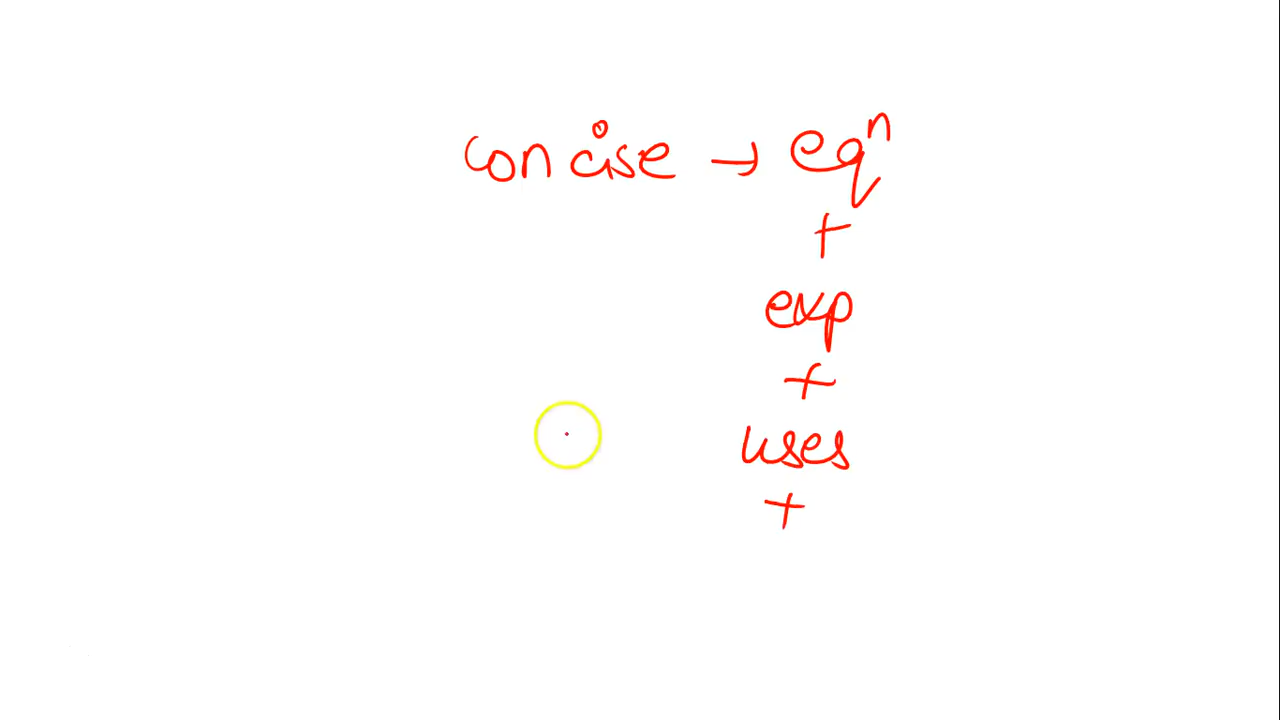 concise → eqⁿ
+
exp
+
uses
+